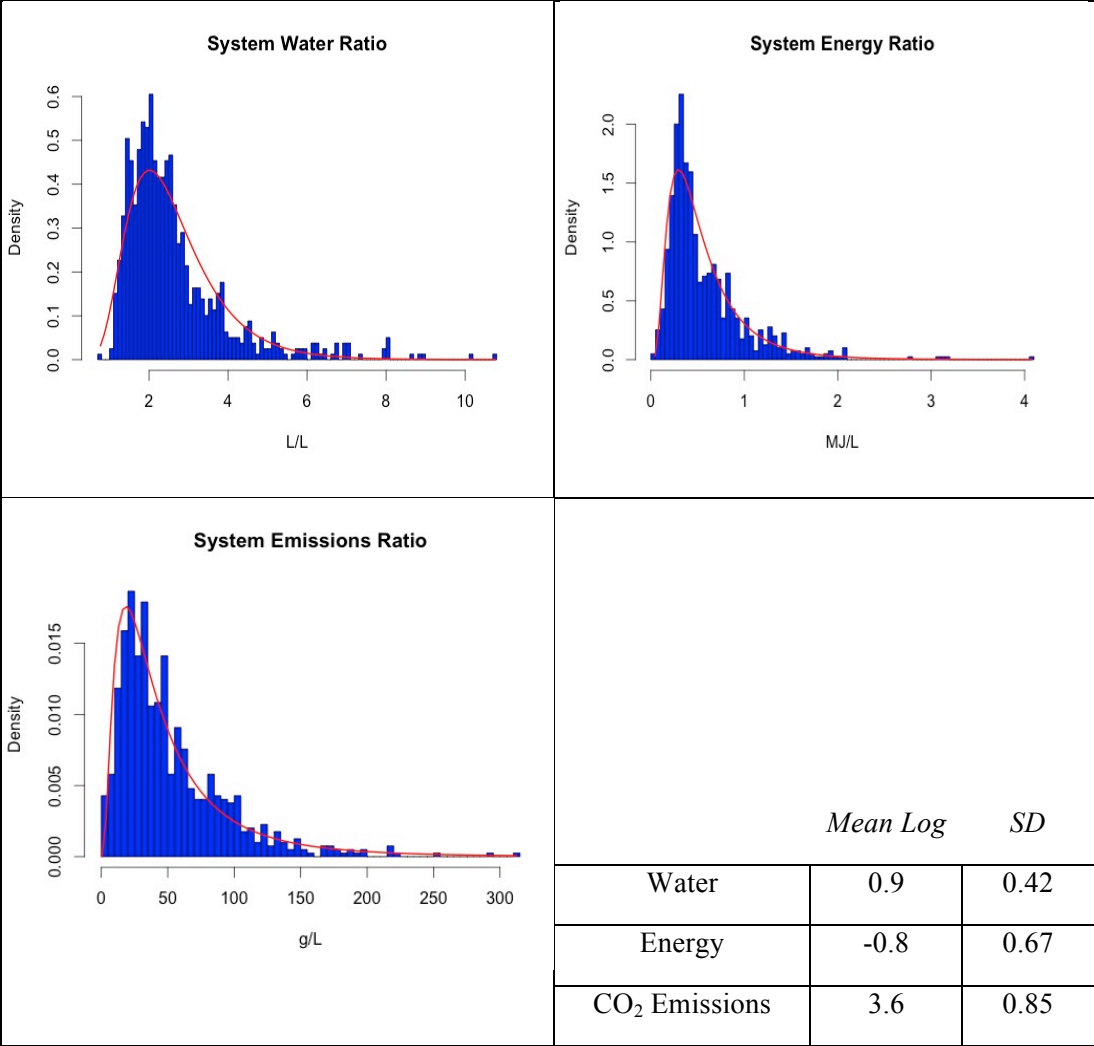 System Water Ratio
Density
0.0 0.1 0.2 0.3 0.4 0.5 0.6
2 4 6 8 10
L/L
System Energy Ratio
Density
0.0 0.5 1.0 1.5 2.0
0 1 2 3 4
MJ/L
System Emissions Ratio
Density
0.000 0.005 0.010 0.015
0 50 100 150 200 250 300
g/L
Mean Log SD
Water 0.9 0.42
Energy -0.8 0.67
CO₂ Emissions 3.6 0.85